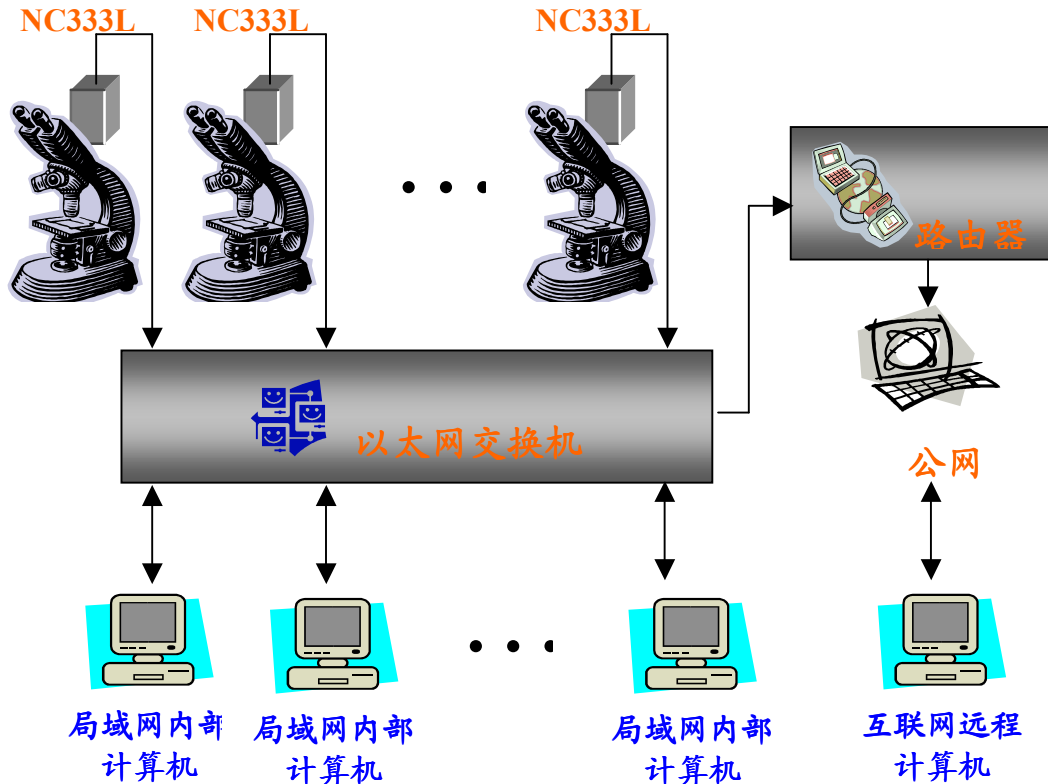 NC333L
NC333L
NC333L
路由器
以太网交换机
公网
局域网内部
计算机
局域网内部
计算机
局域网内部
计算机
互联网远程
计算机